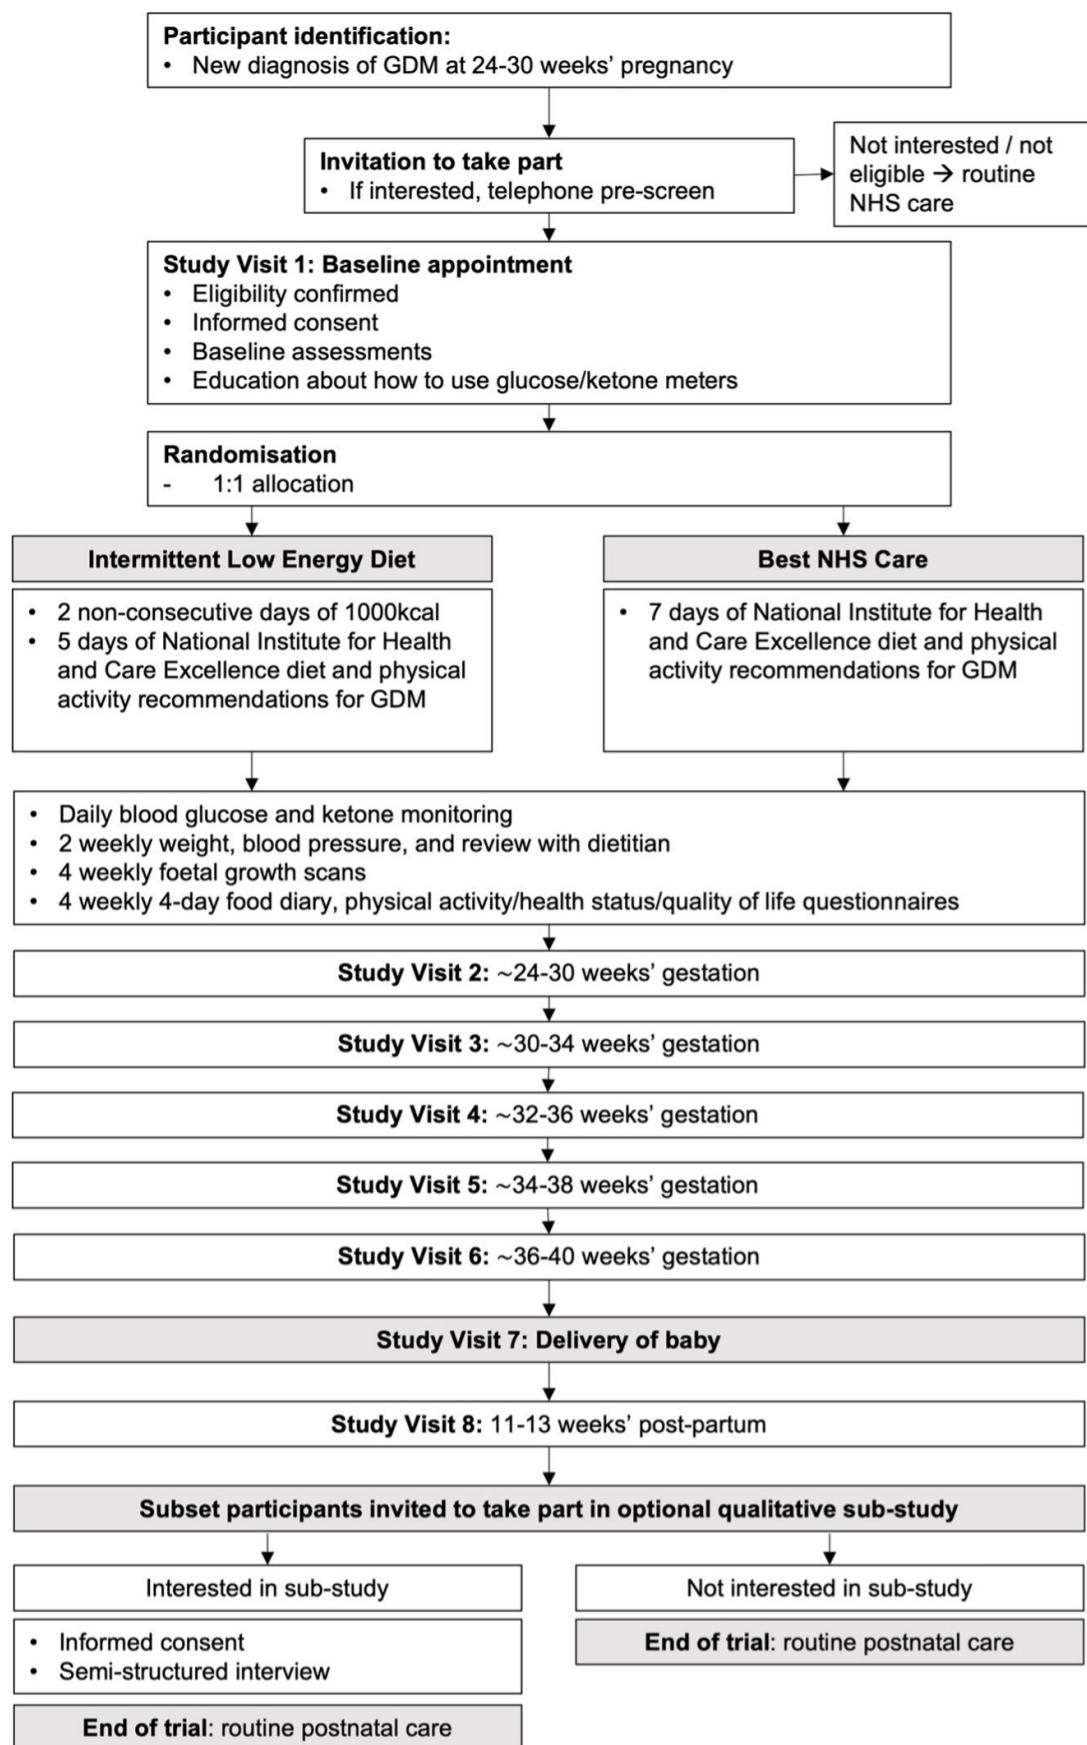 Participant identification:
• New diagnosis of GDM at 24-30 weeks’ pregnancy
Invitation to take part
• If interested, telephone pre-screen
Not interested / not
eligible → routine
NHS care
Study Visit 1: Baseline appointment
• Eligibility confirmed
• Informed consent
• Baseline assessments
• Education about how to use glucose/ketone meters
Randomisation
- 1:1 allocation
Intermittent Low Energy Diet
• 2 non-consecutive days of 1000kcal
• 5 days of National Institute for Health
and Care Excellence diet and physical
activity recommendations for GDM
Best NHS Care
• 7 days of National Institute for Health
and Care Excellence diet and physical
activity recommendations for GDM
• Daily blood glucose and ketone monitoring
• 2 weekly weight, blood pressure, and review with dietitian
• 4 weekly foetal growth scans
• 4 weekly 4-day food diary, physical activity/health status/quality of life questionnaires
Study Visit 2: ~24-30 weeks’ gestation
Study Visit 3: ~30-34 weeks’ gestation
Study Visit 4: ~32-36 weeks’ gestation
Study Visit 5: ~34-38 weeks’ gestation
Study Visit 6: ~36-40 weeks’ gestation
Study Visit 7: Delivery of baby
Study Visit 8: 11-13 weeks’ post-partum
Subset participants invited to take part in optional qualitative sub-study
Interested in sub-study
• Informed consent
• Semi-structured interview
End of trial: routine postnatal care
Not interested in sub-study
End of trial: routine postnatal care